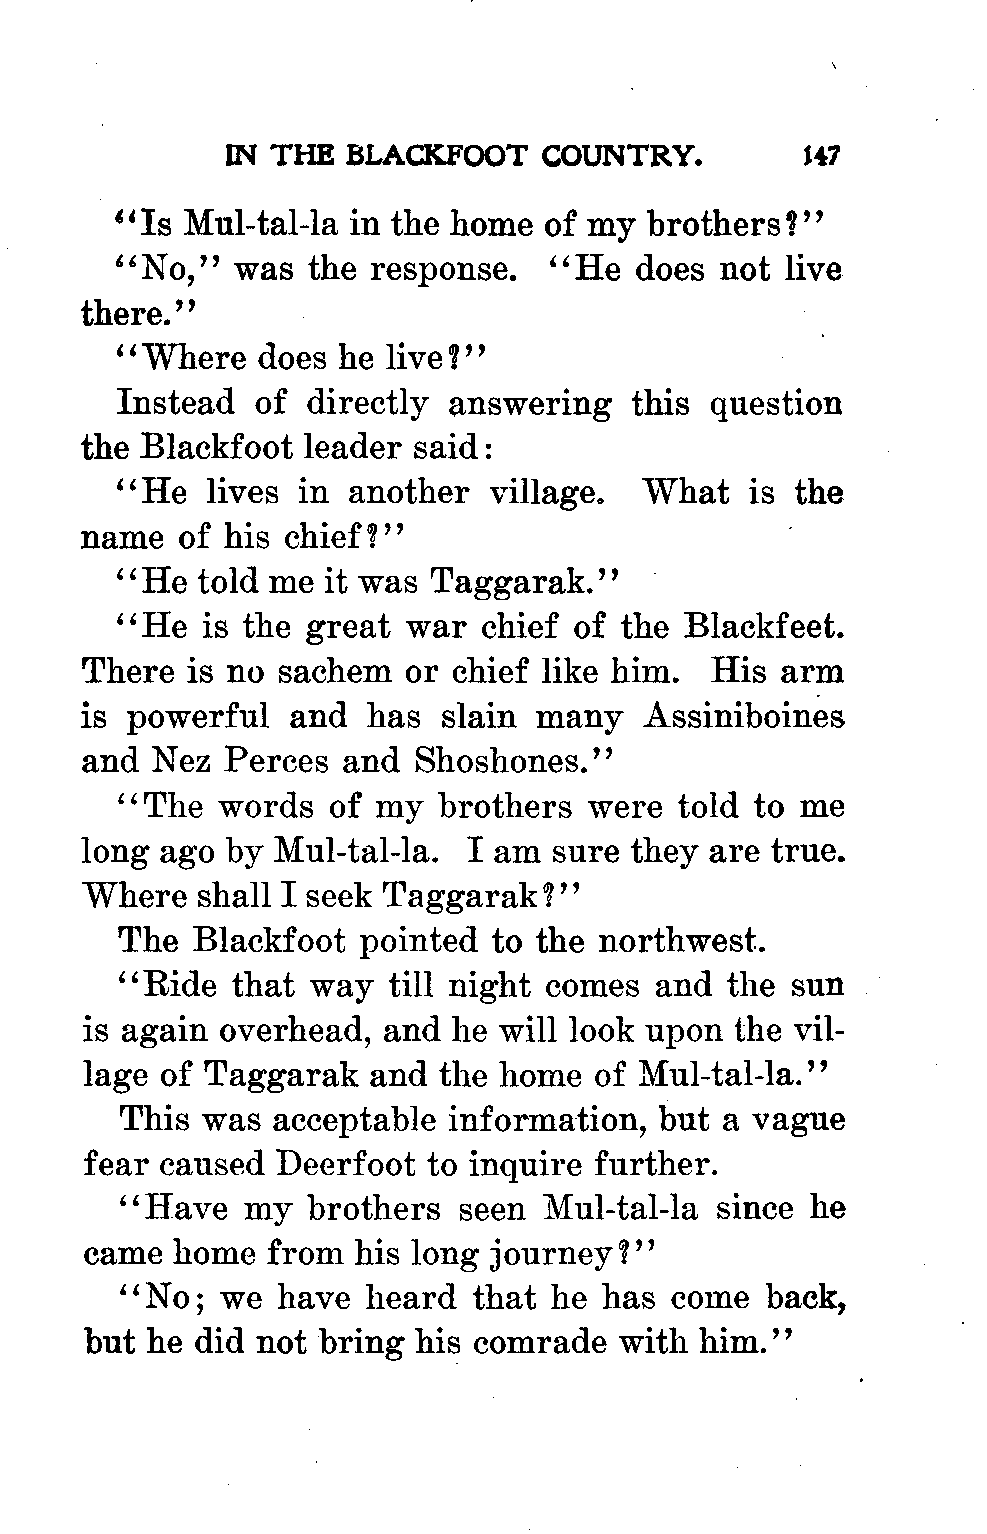 IN THE BLACKFOOT COUNTRY. 147
"Is Mul-tal-la in the home of my brothers?"
"No," was the response. "He does not live
there."
"Where does he live?"
Instead of directly answering this question
the Blackfoot leader said:
"He lives in another village. What is the
name of his chief?"
"He told me it was Taggarak."
"He is the great war chief of the Blackfeet.
There is no sachem or chief like him. His arm
is powerful and has slain many Assiniboines
and Nez Perces and Shoshones."
"The words of my brothers were told to me
long ago by Mul-tal-la. I am sure they are true.
Where shall I seek Taggarak?"
The Blackfoot pointed to the northwest.
"Ride that way till night comes and the sun
is again overhead, and he will look upon the vil-
lage of Taggarak and the home of Mul-tal-la."
This was acceptable information, but a vague
fear caused Deerfoot to inquire further.
"Have my brothers seen Mul-tal-la since he
came home from his long journey?"
"No; we have heard that he has come back,
but he did not bring his comrade with him."